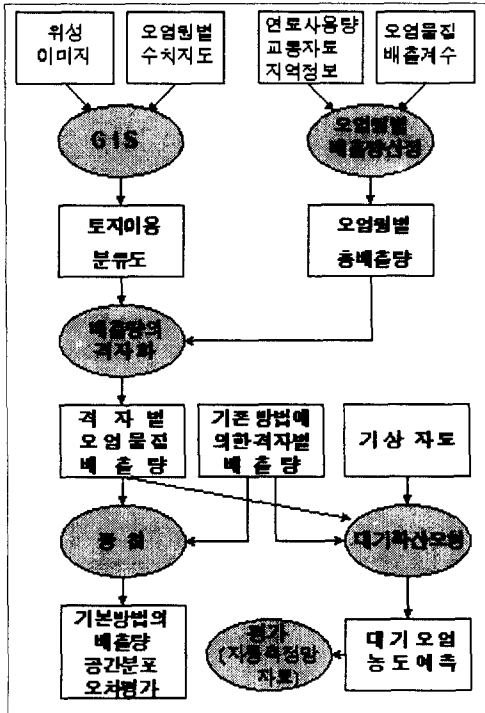 위성
이미지
오염원별
수치지도
연료사용량
교통자료
지역정보
오염물질
배출계수
GIS
오염원별
배출량산정
토지이용
분류도
오염원별
총배출량
배출량의
격자화
격자별
오염물질
배출량
기존방법에
의한격자별
배출량
기상자료
중첩
대기확산모형
기본방법의
배출량
공간분포
오차평가
평가
(자동측정망
자료)
대기오염
농도예측